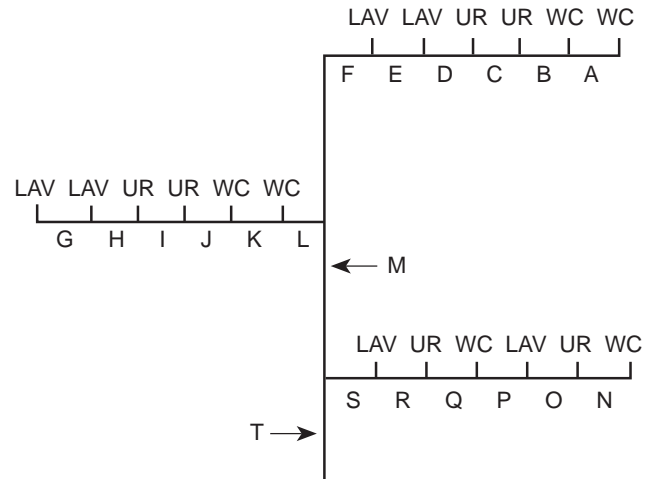 LAV LAV UR UR WC WC
F E D C B A
LAV LAV UR UR WC WC
G H I J K L
M
LAV UR WC LAV UR WC
S R Q P O N
T